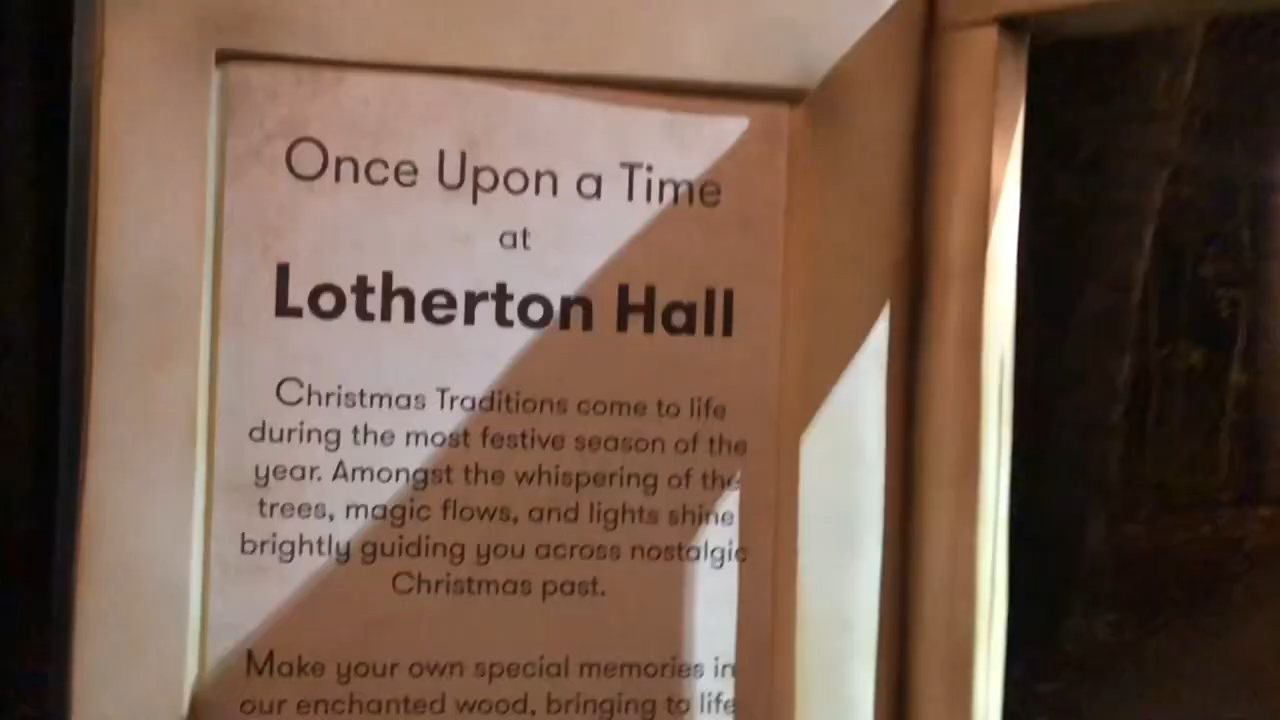 Once Upon a Time
at
Lotherton Hall
Christmas Traditions come to life
during the most festive season of the
year. Amongst the whispering of the
trees, magic flows, and lights shine
brightly guiding you across nostalgic
Christmas past.
Make your own special memories in
our enchanted wood, bringing to life